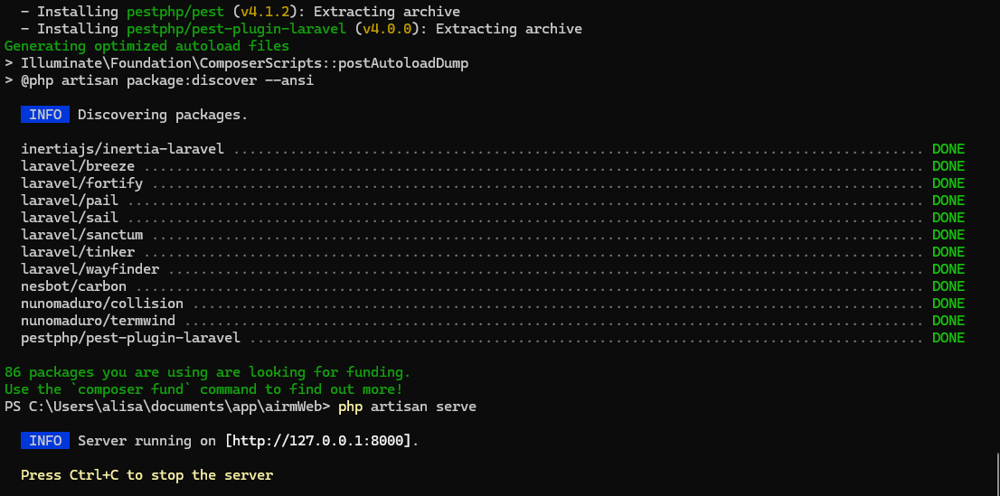 - Installing pestphp/pest (v4.1.2): Extracting archive
- Installing pestphp/pest-plugin-laravel (v4.0.0): Extracting archive
Generating optimized autoload files
> Illuminate\Foundation\ComposerScripts::postAutoloadDump
> @php artisan package:discover --ansi
INFO Discovering packages.
inertiajs/inertia-laravel ..................................................................................... DONE
laravel/breeze ................................................................................................ DONE
laravel/fortify ............................................................................................... DONE
laravel/pail .................................................................................................. DONE
laravel/sail .................................................................................................. DONE
laravel/sanctum ............................................................................................... DONE
laravel/tinker ................................................................................................ DONE
laravel/wayfinder ............................................................................................. DONE
nesbot/carbon ................................................................................................. DONE
nunomaduro/collision .......................................................................................... DONE
nunomaduro/termwind ........................................................................................... DONE
pestphp/pest-plugin-laravel ................................................................................... DONE
86 packages you are using are looking for funding.
Use the `composer fund` command to find out more!
PS C:\Users\alisa\documents\app\airmWeb> php artisan serve
INFO Server running on [http://127.0.0.1:8000].
Press Ctrl+C to stop the server